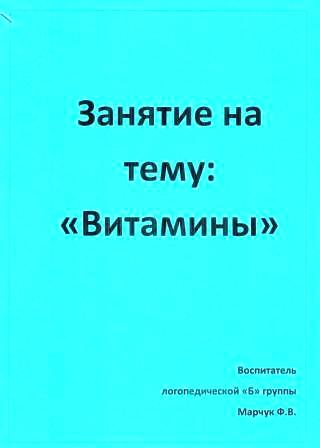 Занятие на
тему:
«Витамины»
Воспитатель
логопедической «Б» группы
Марчук Ф.В.